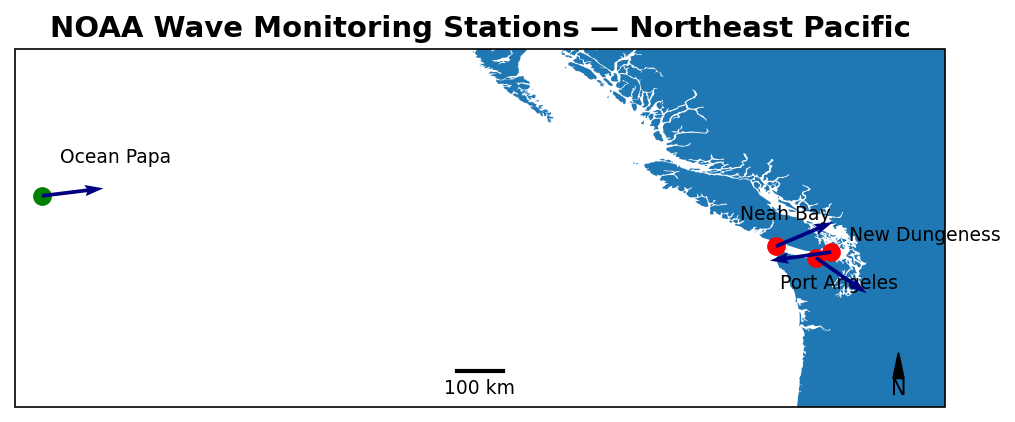 NOAA Wave Monitoring Stations — Northeast Pacific
Ocean Papa
Neah Bay
New Dungeness
Port Angeles
100 km
N